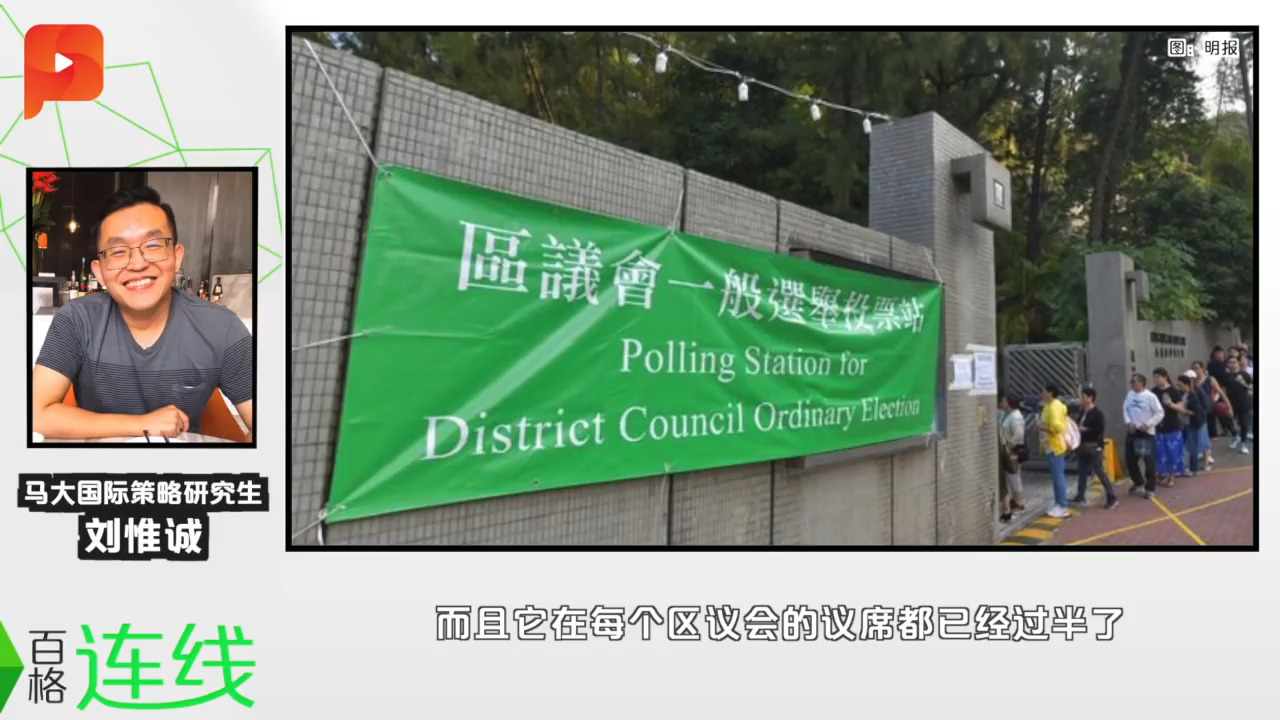 图：明报
區議會一般選舉投票站
Polling Station for
District Council Ordinary Election
马大国际策略研究生
刘惟诚
百格
连线
而且它在每个区议会的议席都已经过半了